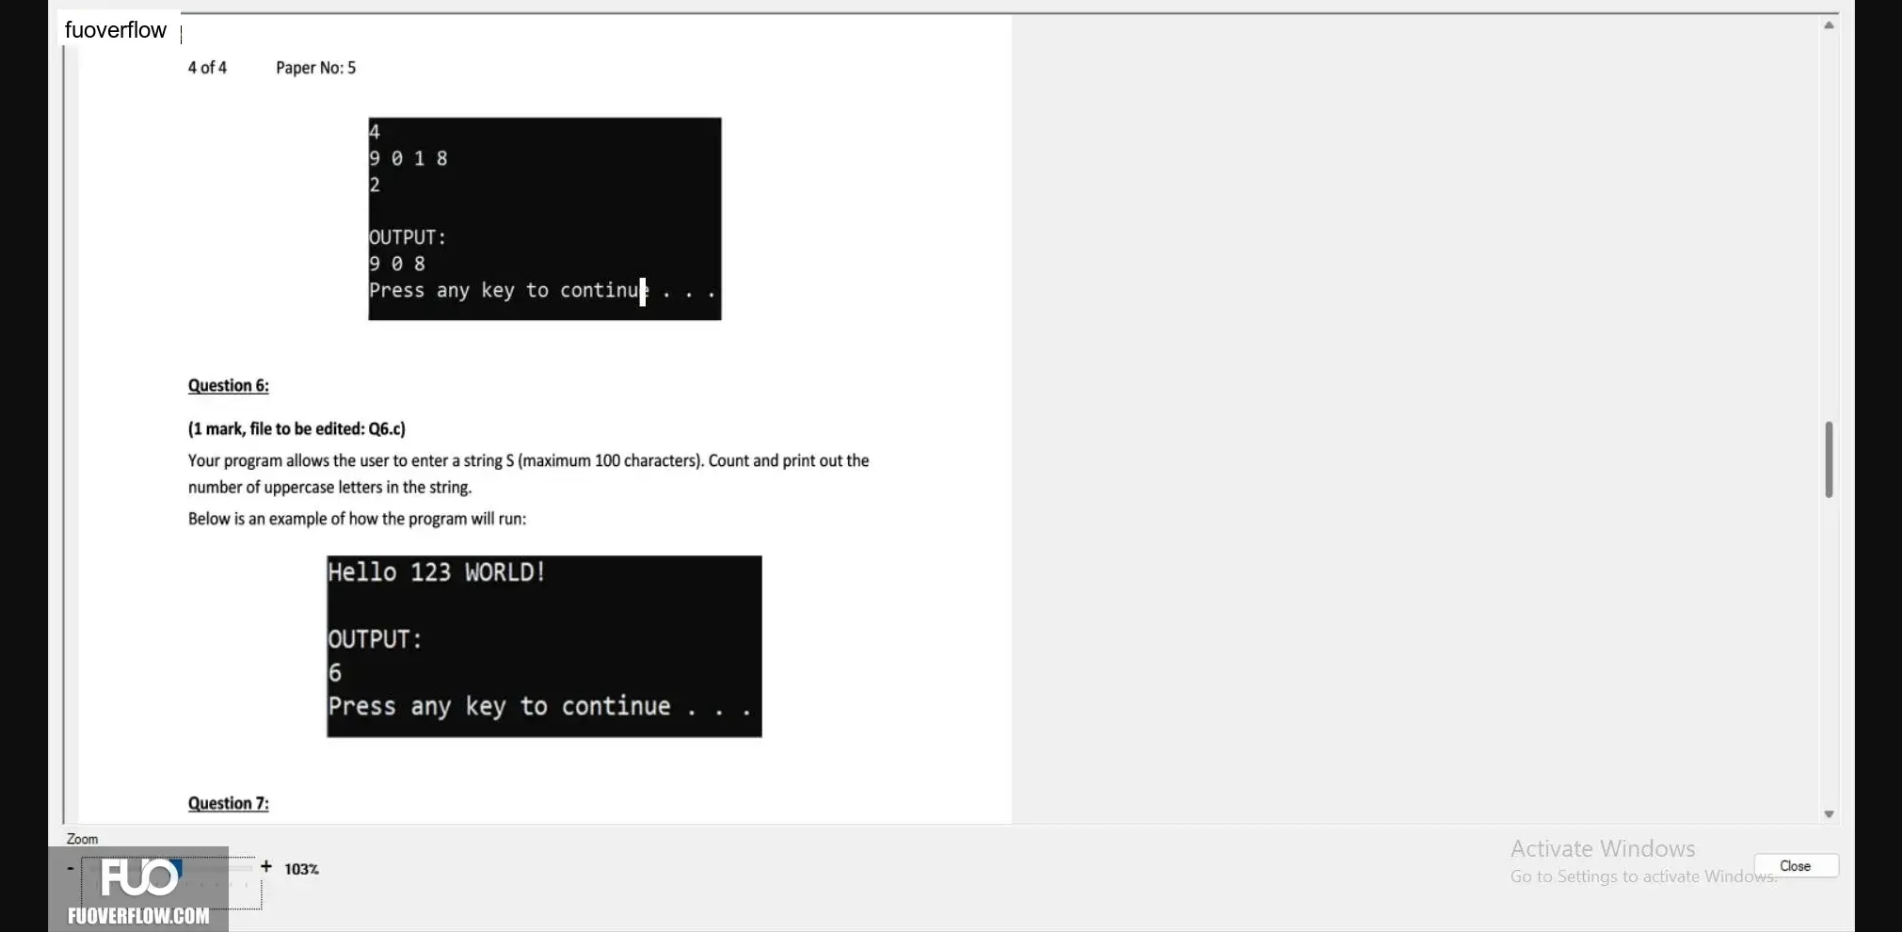 fuoverflow
4 of 4 Paper No: 5
4
9 0 1 8
2
OUTPUT:
9 0 8
Press any key to continue . . .
Question 6:
(1 mark, file to be edited: Q6.c)
Your program allows the user to enter a string S (maximum 100 characters). Count and print out the
number of uppercase letters in the string.
Below is an example of how the program will run:
Hello 123 WORLD!
OUTPUT:
6
Press any key to continue . . .
Question 7:
Zoom
- + 103%
FUO
FUOVERFLOW.COM
Activate Windows
Go to Settings to activate Windows.
Close